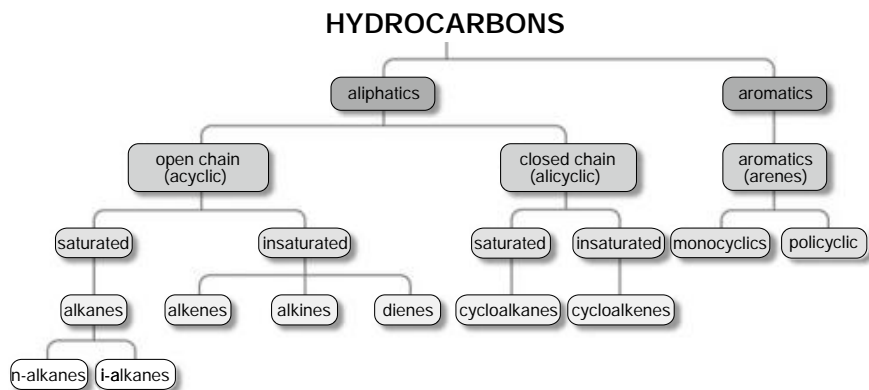 HYDROCARBONS
aliphatics
aromatics
open chain
(acyclic)
closed chain
(alicyclic)
aromatics
(arenes)
saturated
insaturated
saturated
insaturated
monocyclics
policyclic
alkanes
alkenes
alkines
dienes
cycloalkanes
cycloalkenes
n-alkanes
i-alkanes